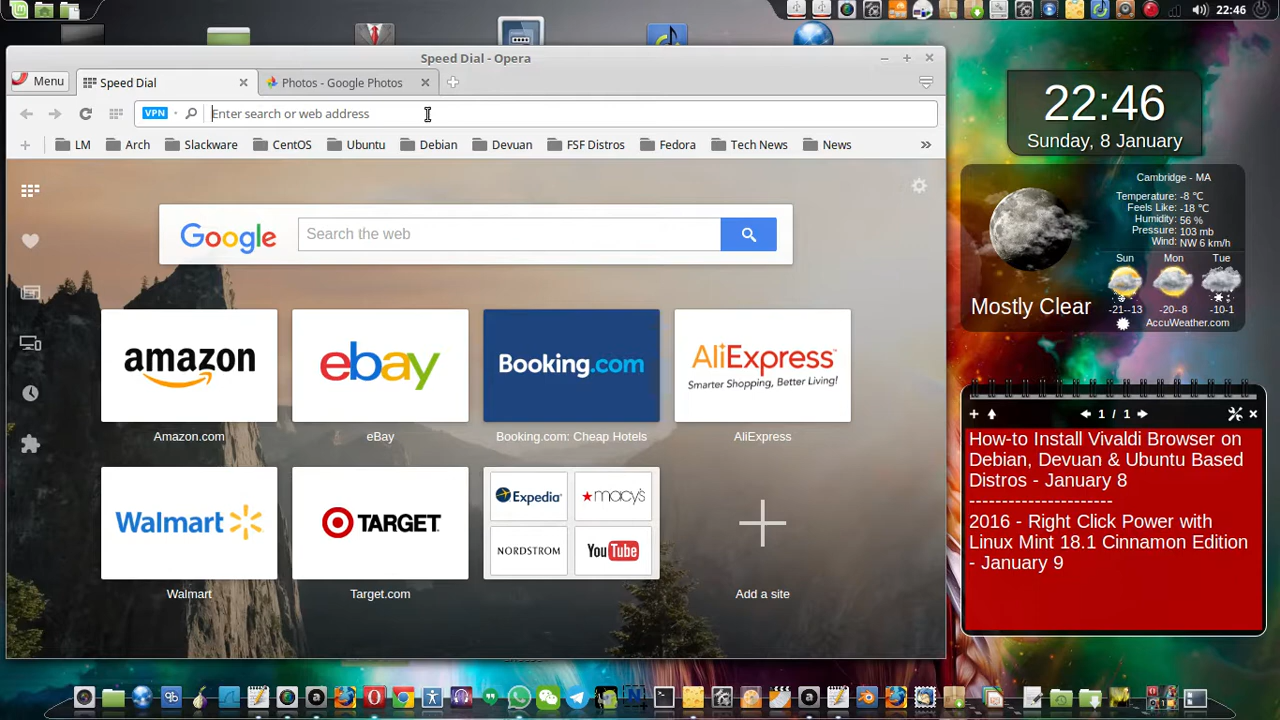 22:46
Speed Dial - Opera
Menu
Speed Dial
Photos - Google Photos
VPN
Enter search or web address
LM
Arch
Slackware
CentOS
Ubuntu
Debian
Devuan
FSF Distros
Fedora
Tech News
News
»
Google
Search the web
amazon
ebay
Booking.com
AliExpress
Smarter Shopping, Better Living!
Amazon.com
eBay
Booking.com: Cheap Hotels
AliExpress
Walmart
TARGET
Expedia
macy's
NORDSTROM
YouTube
Walmart
Target.com
Add a site
22:46
Sunday, 8 January
Cambridge - MA
Temperature: -8 °C
Feels Like: -18 °C
Humidity: 56 %
Pressure: 103 mb
Wind: NW 6 km/h
Sun Mon Tue
Mostly Clear
-21--13 -20--8 -10-1
AccuWeather.com
1 / 1
How-to Install Vivaldi Browser on
Debian, Devuan & Ubuntu Based
Distros - January 8
----------------------
2016 - Right Click Power with
Linux Mint 18.1 Cinnamon Edition
- January 9